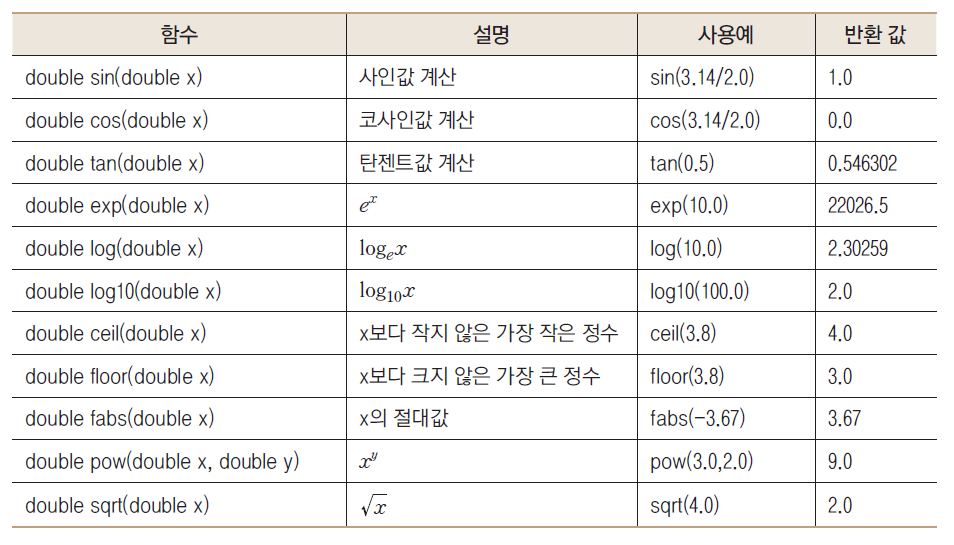 함수 설명 사용예 반환 값
double sin(double x) 사인값 계산 sin(3.14/2.0) 1.0
double cos(double x) 코사인값 계산 cos(3.14/2.0) 0.0
double tan(double x) 탄젠트값 계산 tan(0.5) 0.546302
double exp(double x) eˣ exp(10.0) 22026.5
double log(double x) logₑx log(10.0) 2.30259
double log10(double x) log₁₀x log10(100.0) 2.0
double ceil(double x) x보다 작지 않은 가장 작은 정수 ceil(3.8) 4.0
double floor(double x) x보다 크지 않은 가장 큰 정수 floor(3.8) 3.0
double fabs(double x) x의 절대값 fabs(-3.67) 3.67
double pow(double x, double y) xʸ pow(3.0,2.0) 9.0
double sqrt(double x) √x sqrt(4.0) 2.0